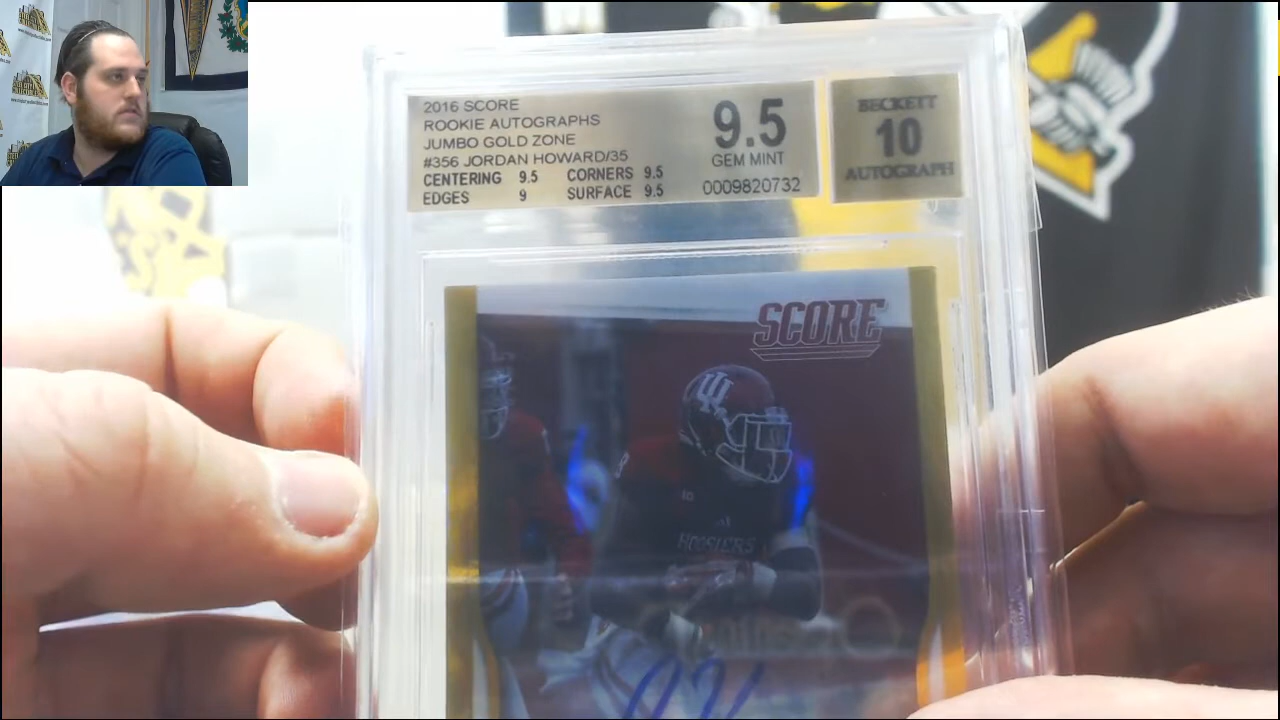 2016 SCORE
ROOKIE AUTOGRAPHS
JUMBO GOLD ZONE
#356 JORDAN HOWARD/35
CENTERING 9.5 CORNERS 9.5
EDGES 9 SURFACE 9.5
9.5
GEM MINT
0009820732
BECKETT
10
AUTOGRAPH
SCORE
IU
HOOSIERS